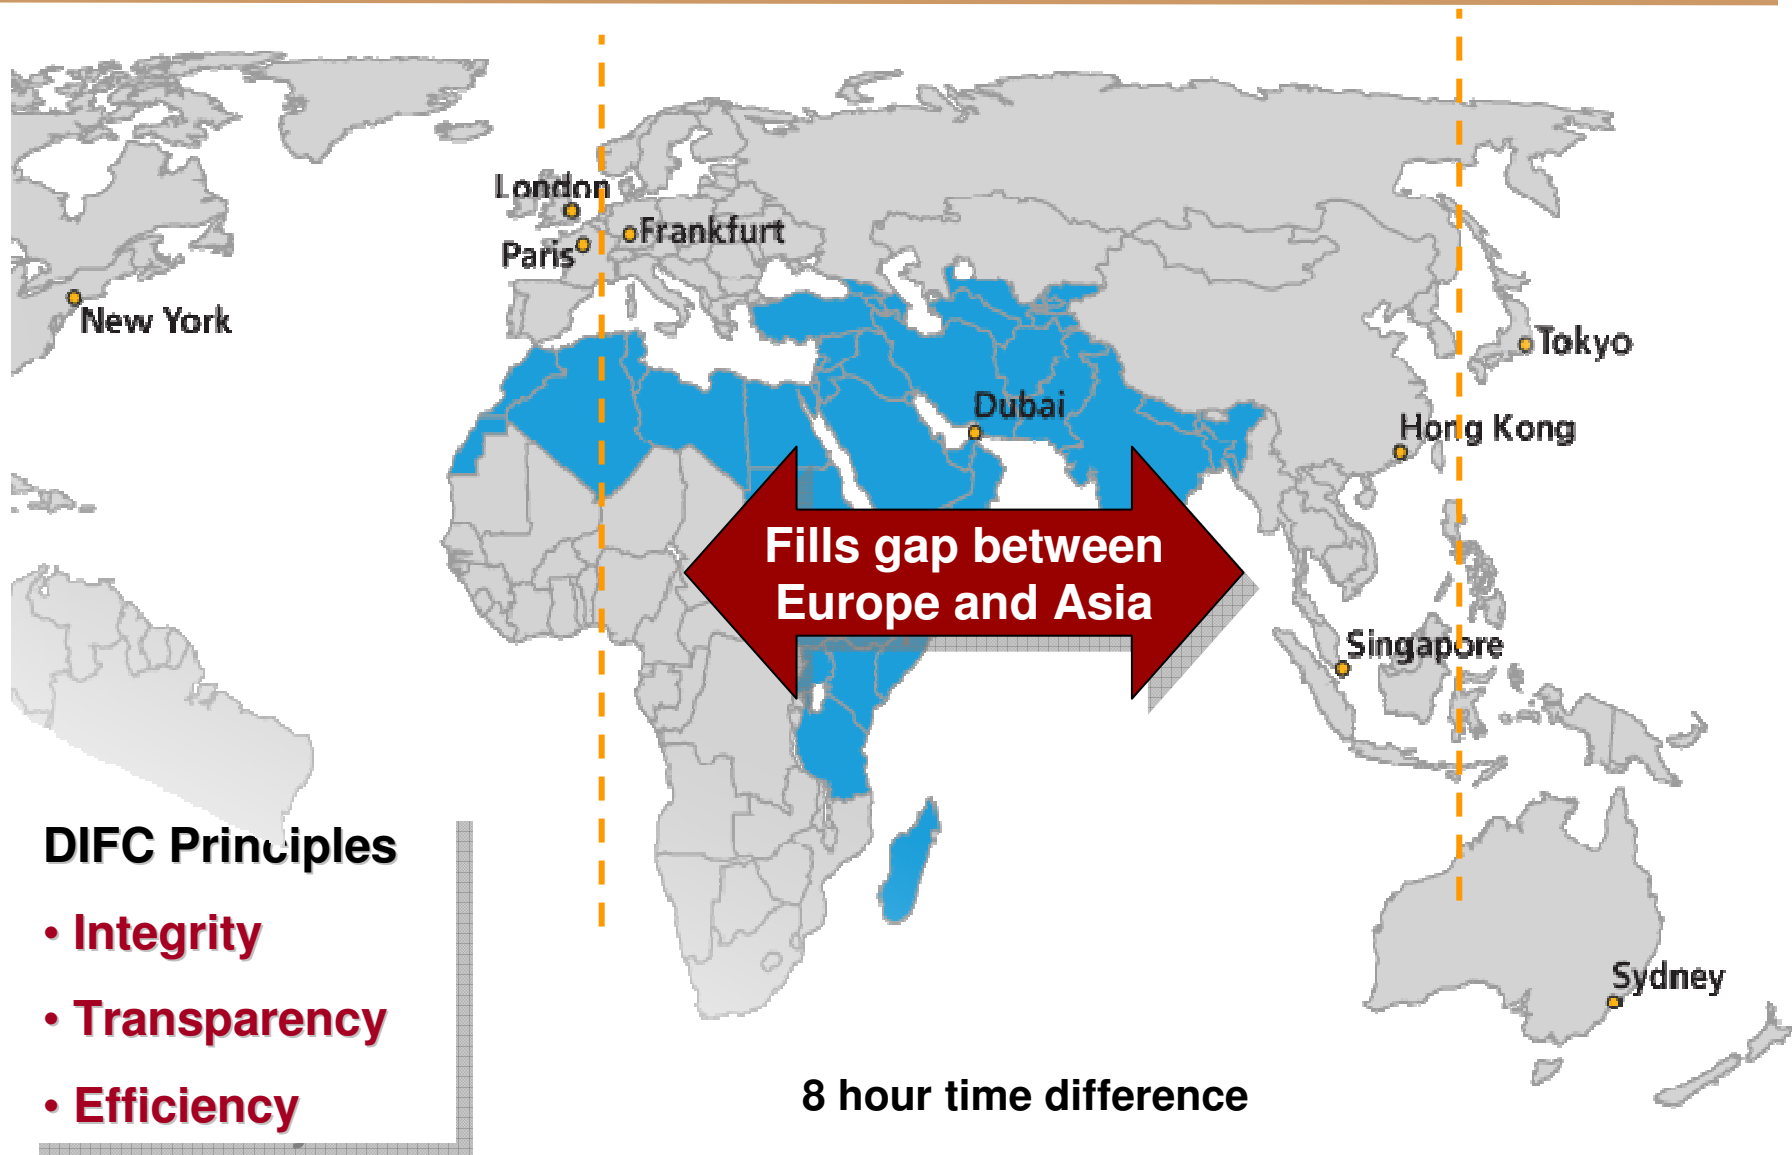 London
Frankfurt
Paris
New York
Tokyo
Dubai
Hong Kong
Fills gap between
Europe and Asia
Singapore
DIFC Principles
• Integrity
• Transparency
• Efficiency
Sydney
8 hour time difference